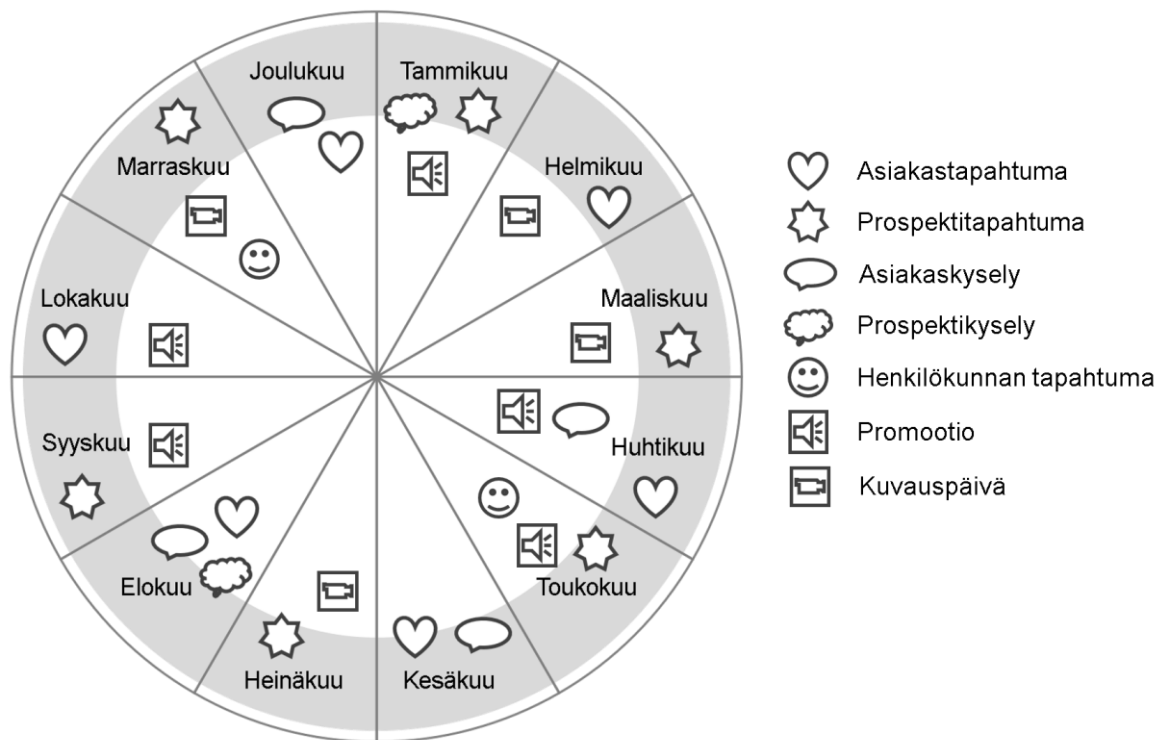 Joulukuu
Tammikuu
Marraskuu
Helmikuu
Lokakuu
Maaliskuu
Syyskuu
Huhtikuu
Elokuu
Toukokuu
Heinäkuu
Kesäkuu
Asiakastapahtuma
Prospektitapahtuma
Asiakaskysely
Prospektikysely
Henkilökunnan tapahtuma
Promootio
Kuvauspäivä